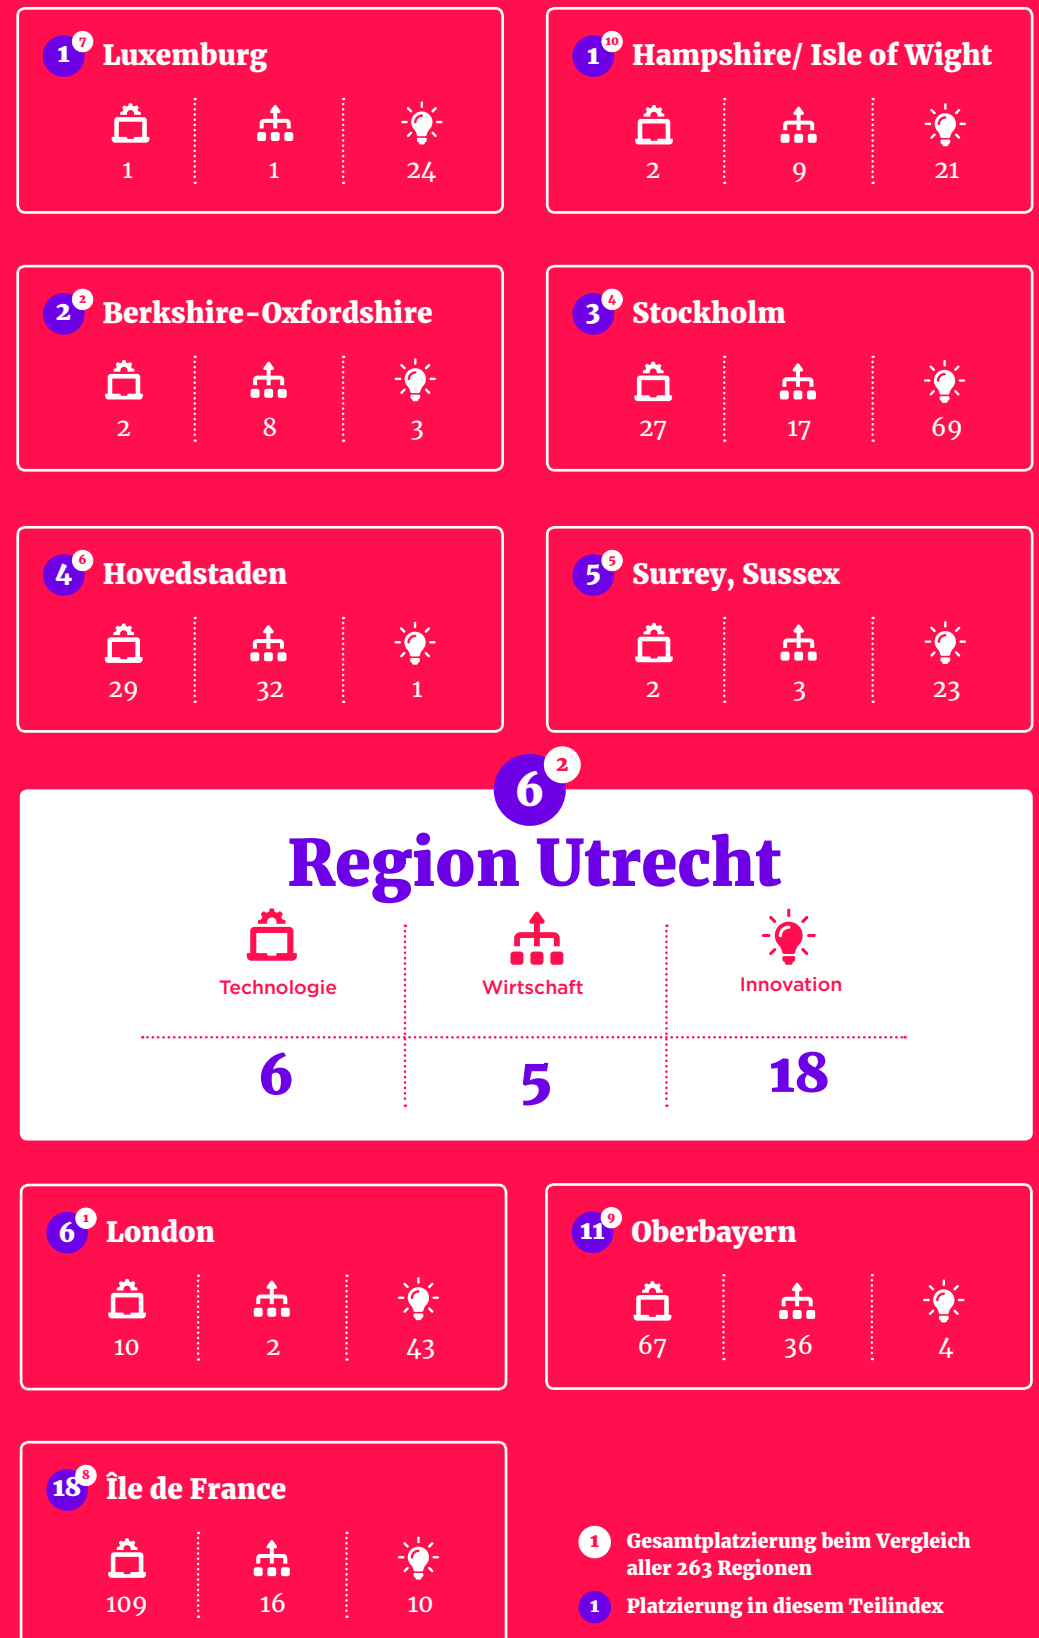 1 7 Luxemburg
1 1 24
1 10 Hampshire/ Isle of Wight
2 9 21
2 2 Berkshire-Oxfordshire
2 8 3
3 4 Stockholm
27 17 69
4 6 Hovedstaden
29 32 1
5 5 Surrey, Sussex
2 3 23
6 2
Region Utrecht
Technologie Wirtschaft Innovation
6 5 18
6 1 London
10 2 43
11 9 Oberbayern
67 36 4
18 8 Île de France
109 16 10
1 Gesamtplatzierung beim Vergleich
aller 263 Regionen
1 Platzierung in diesem Teilindex